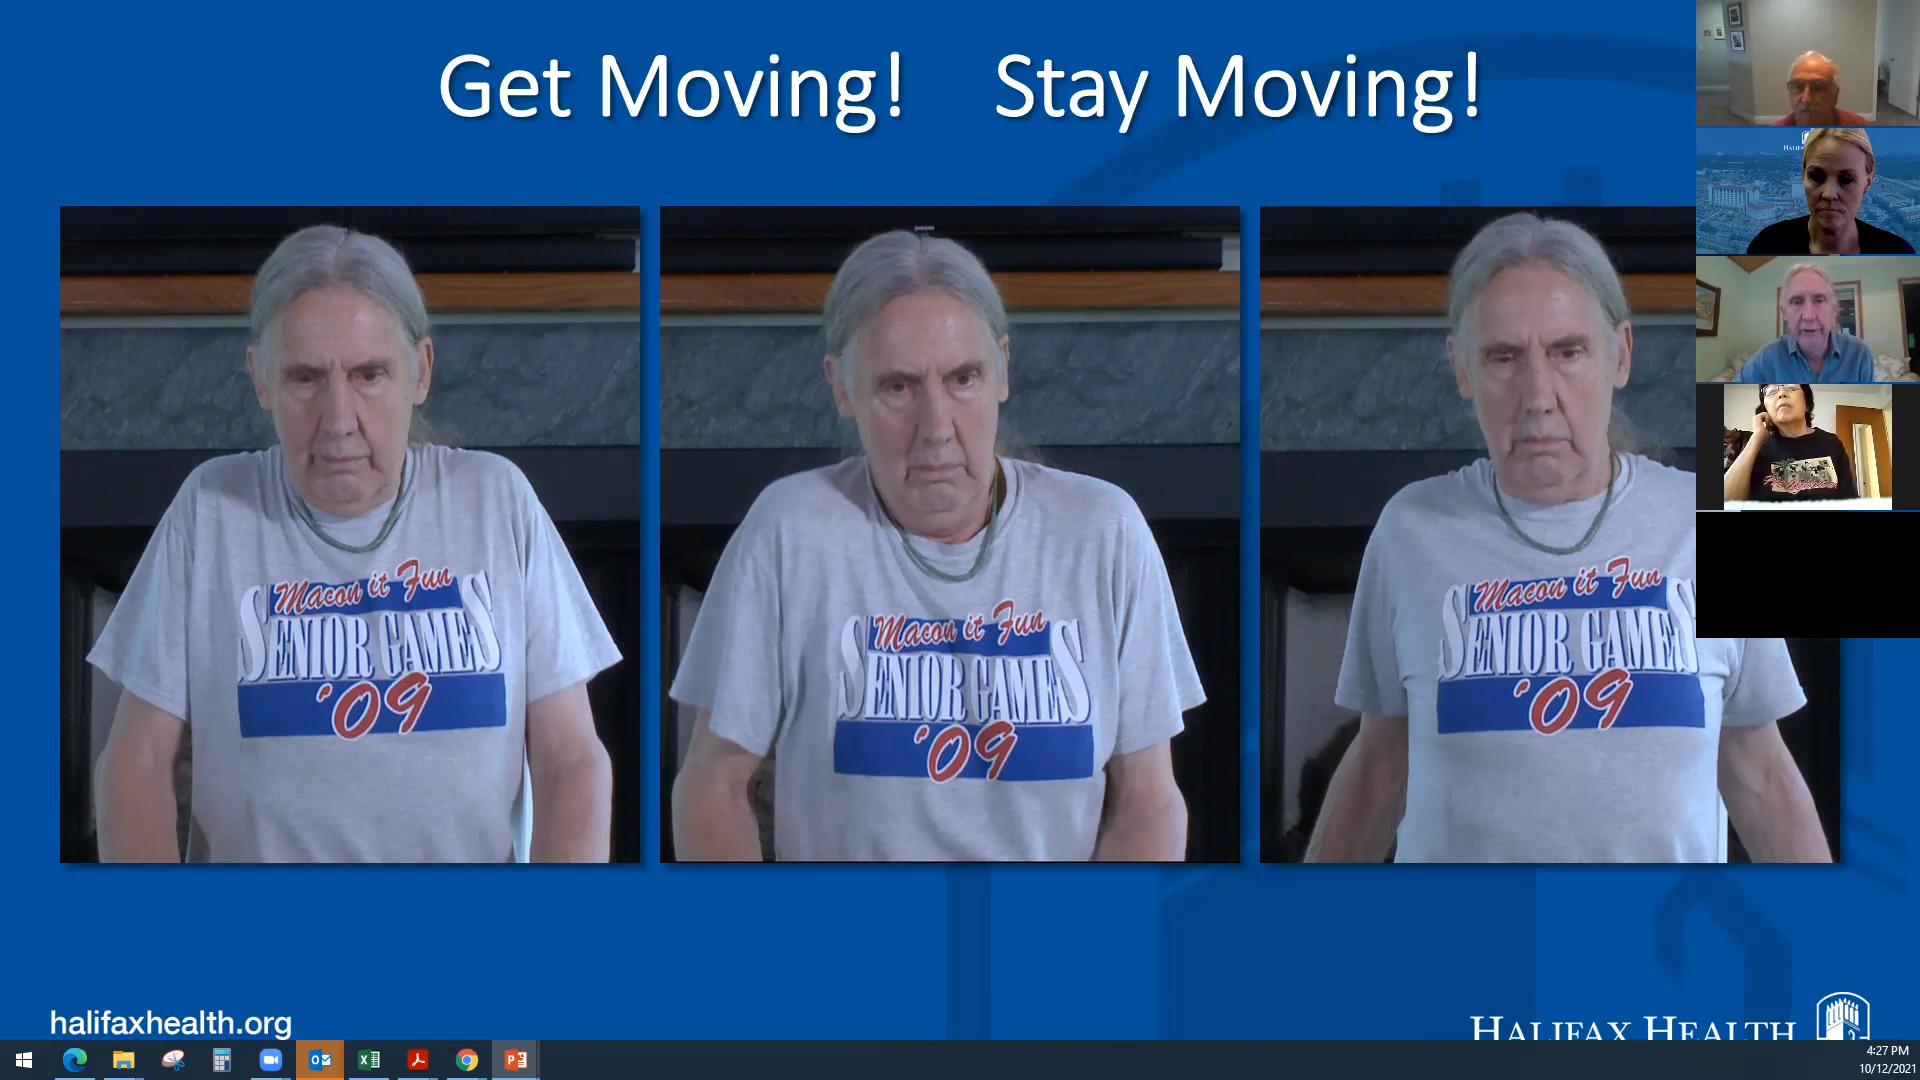 Get Moving! Stay Moving!
Macon it Fun
SENIOR GAMES
'09
Macon it Fun
SENIOR GAMES
'09
Macon it Fun
SENIOR GAMES
'09
halifaxhealth.org
HALIFAX HEALTH
4:27 PM
10/12/2021